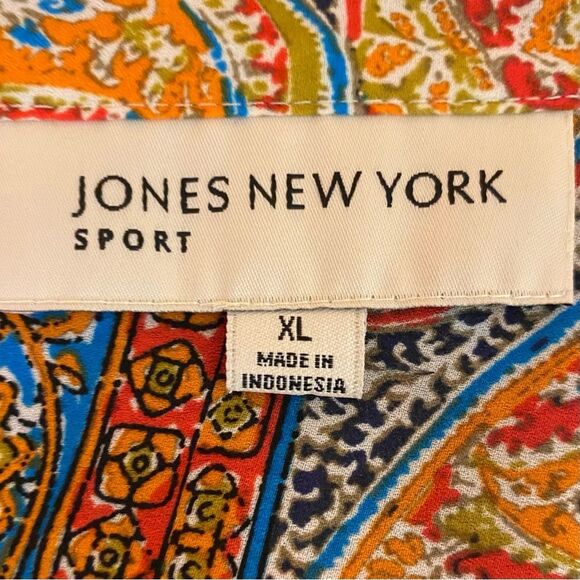 JONES NEW YORK
SPORT
XL
MADE IN
INDONESIA